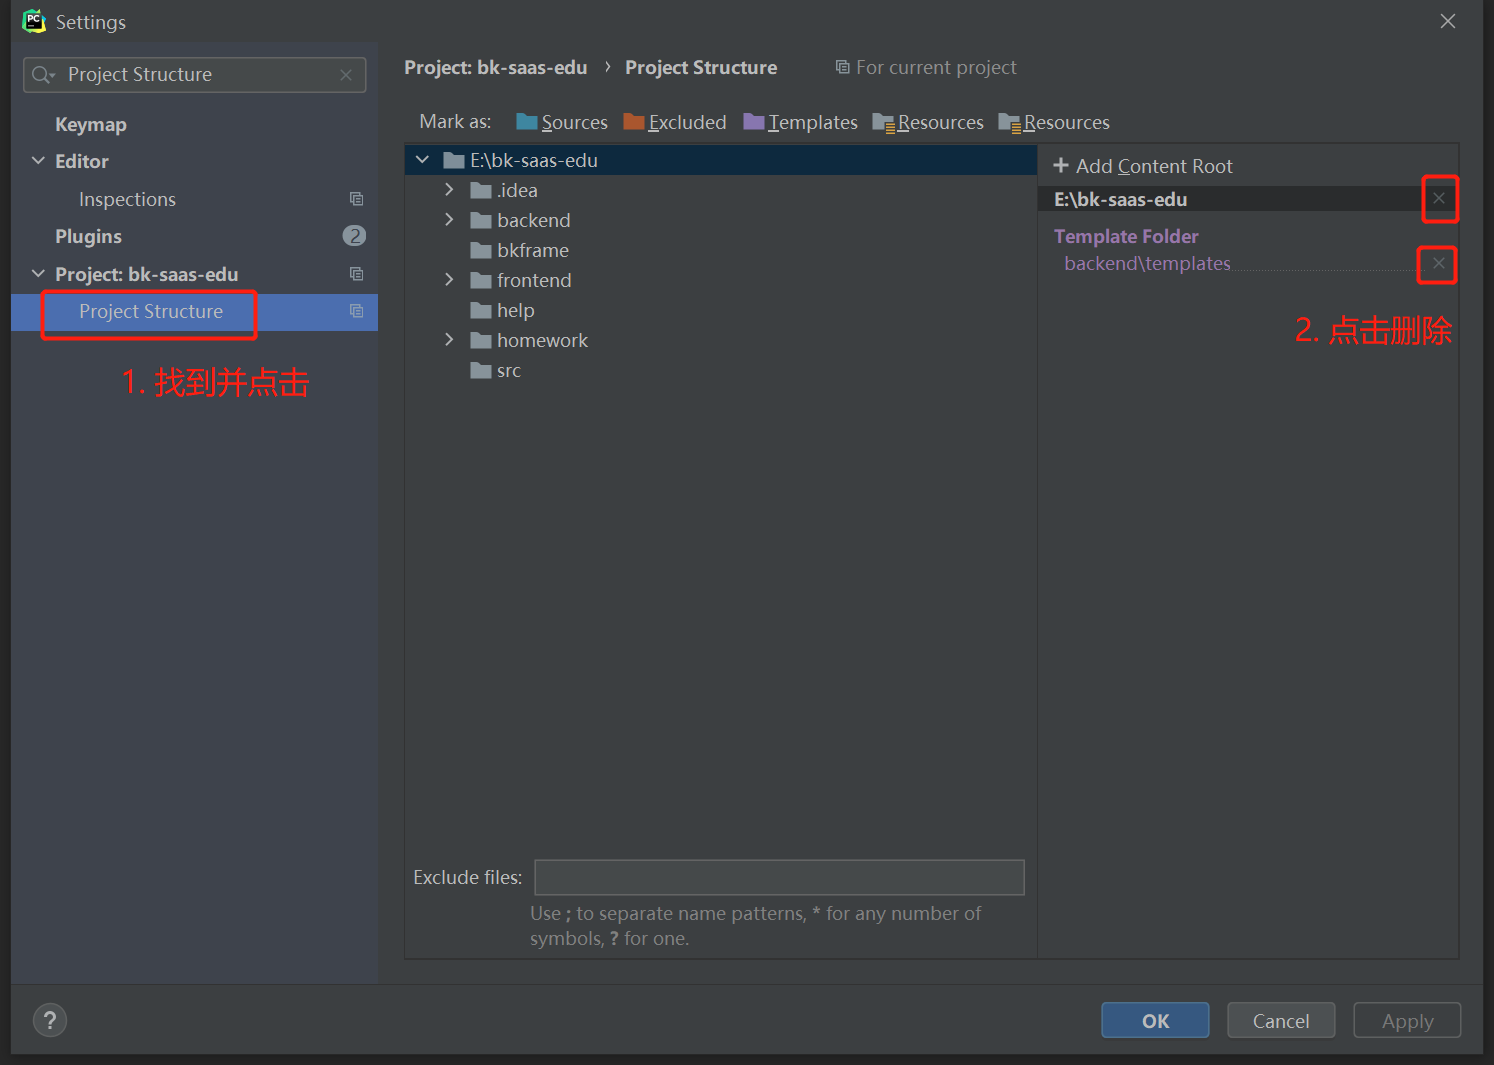 PC
Settings
Project Structure
Keymap
Editor
Inspections
Plugins
2
Project: bk-saas-edu
Project Structure
1. 找到并点击
Project: bk-saas-edu › Project Structure
For current project
Mark as: Sources Excluded Templates Resources Resources
E:\bk-saas-edu
.idea
backend
bkframe
frontend
help
homework
src
Exclude files:
Use ; to separate name patterns, * for any number of
symbols, ? for one.
+ Add Content Root
E:\bk-saas-edu
Template Folder
backend\templates
2. 点击删除
?
OK
Cancel
Apply